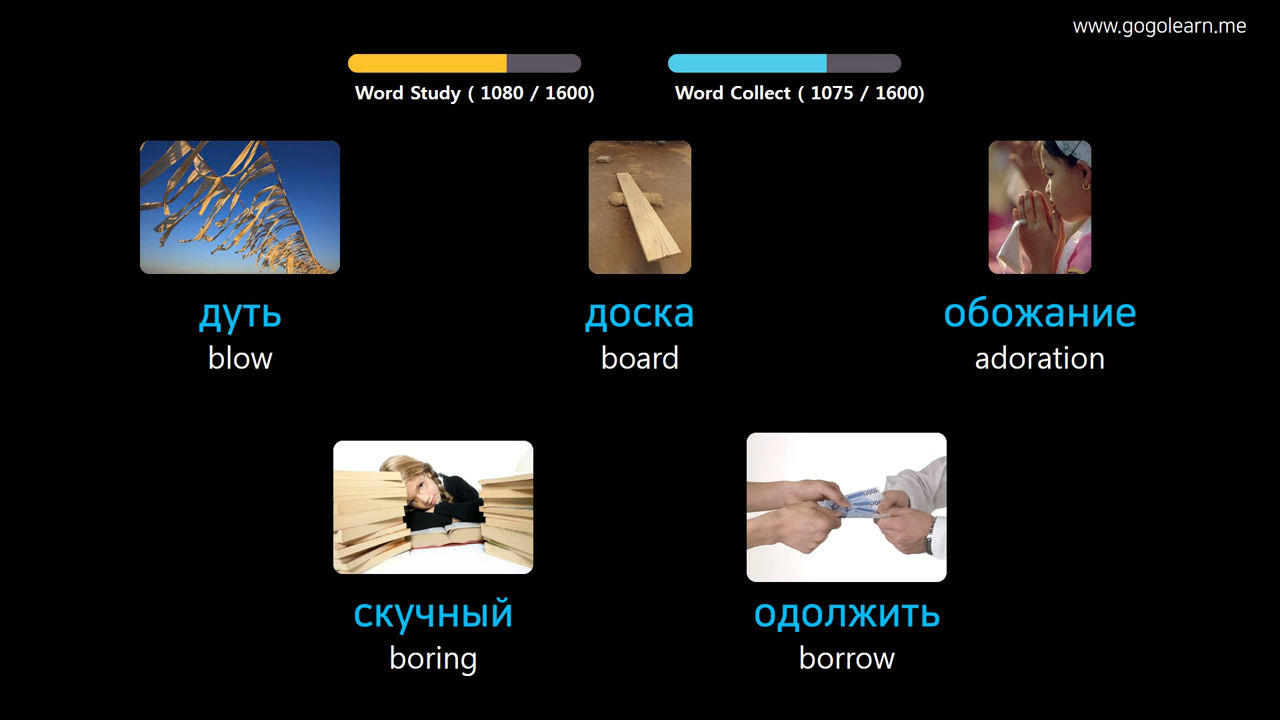 www.gogolearn.me
Word Study ( 1080 / 1600)
Word Collect ( 1075 / 1600)
дуть
blow
доска
board
обожание
adoration
скучный
boring
одолжить
borrow